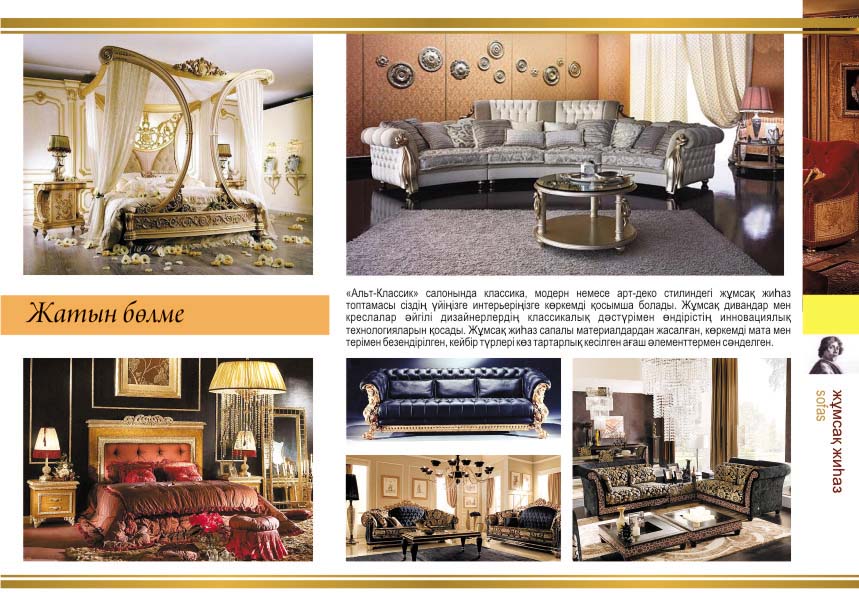 «Альт-Классик» салонында классика, модерн немесе арт-деко стилиндегі жұмсақ жиһаз
топтамасы сіздің үйіңізге интерьеріңізге көркемді қосымша болады. Жұмсақ дивандар мен
креслалар әйгілі дизайнерлердің классикалық дәстүрімен өндірістің инновациялық
технологияларын қосады. Жұмсақ жиһаз сапалы материалдардан жасалған, көркемді мата мен
терімен безендірілген, кейбір түрлері көз тартарлық кесілген ағаш әлементтермен сәнделген.
Жатын бөлме
жұмсақ жиһаз
sofas